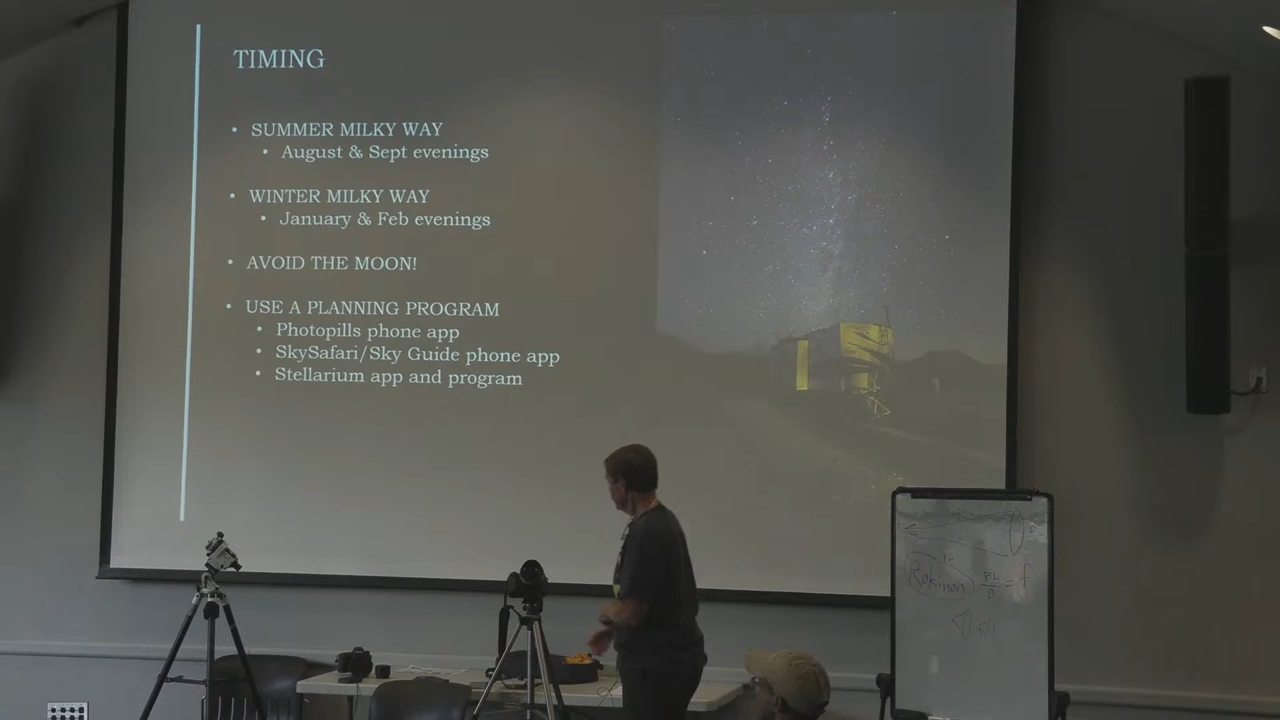 TIMING
• SUMMER MILKY WAY
• August & Sept evenings
• WINTER MILKY WAY
• January & Feb evenings
• AVOID THE MOON!
• USE A PLANNING PROGRAM
• Photopills phone app
• SkySafari/Sky Guide phone app
• Stellarium app and program
Rokinon FL/D = f